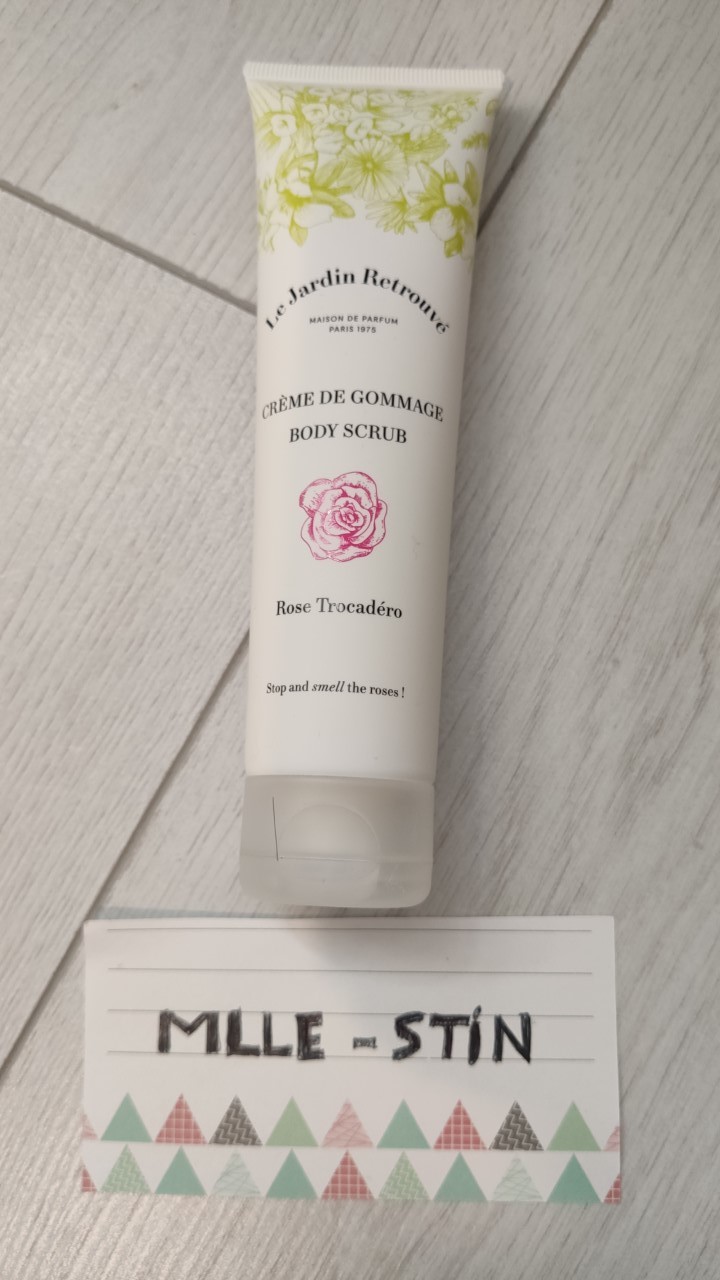 Le Jardin Retrouvé
MAISON DE PARFUM
PARIS 1975
CRÈME DE GOMMAGE
BODY SCRUB
Rose Trocadéro
Stop and smell the roses !
MLLE - STiN